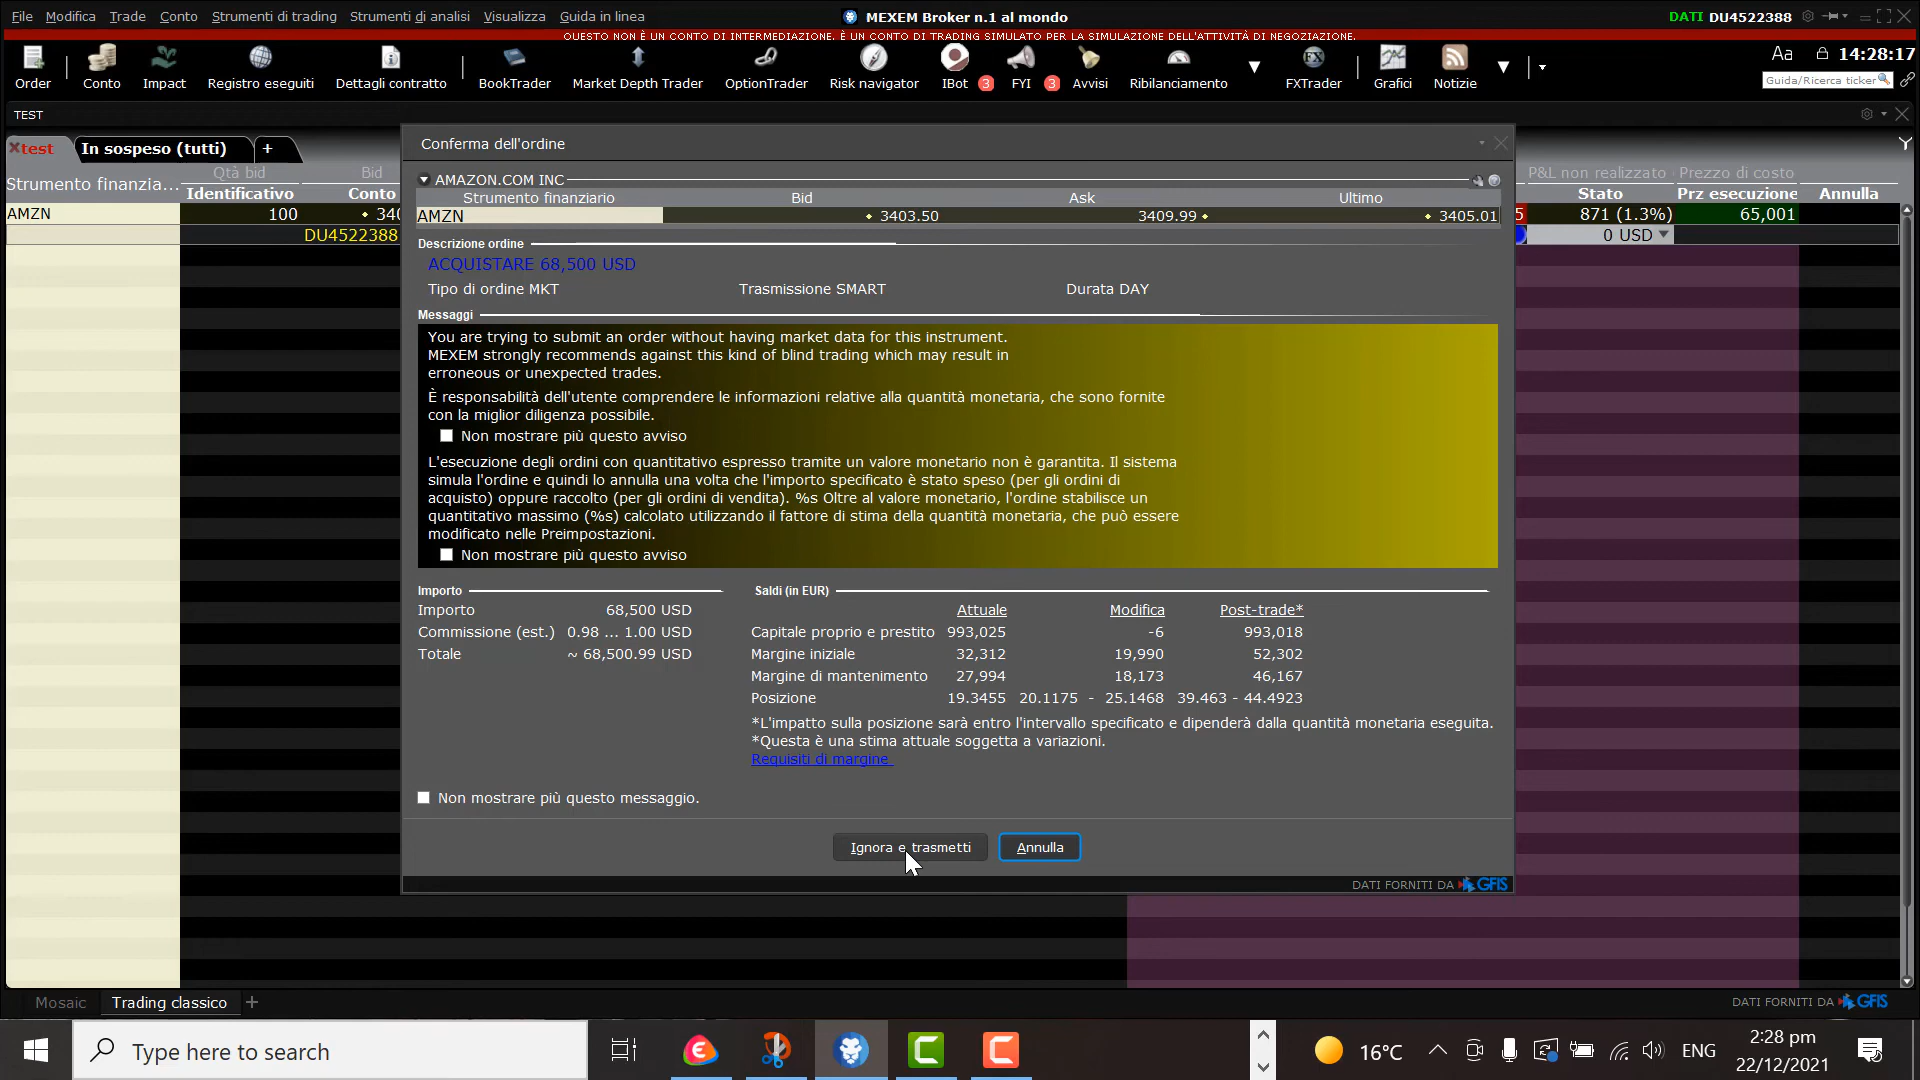 File Modifica Trade Conto Strumenti di trading Strumenti di analisi Visualizza Guida in linea MEXEM Broker n.1 al mondo DATI DU4522388
QUESTO NON È UN CONTO DI INTERMEDIAZIONE. È UN CONTO DI TRADING SIMULATO PER LA SIMULAZIONE DELL'ATTIVITÀ DI NEGOZIAZIONE.
Aa 14:28:17
Order Conto Impact Registro eseguiti Dettagli contratto BookTrader Market Depth Trader OptionTrader Risk navigator IBot 3 FYI 3 Avvisi Ribilanciamento FXTrader Grafici Notizie Guida/Ricerca ticker
TEST
test In sospeso (tutti) +
Strumento finanzia... Qtà bid Bid P&L non realizzato Prezzo di costo
Identificativo Conto Stato Prz esecuzione Annulla
AMZN 100 340 5 871 (1.3%) 65,001
DU4522388 0 USD
Conferma dell'ordine
AMAZON.COM INC
Strumento finanziario Bid Ask Ultimo
AMZN 3403.50 3409.99 3405.01
Descrizione ordine
ACQUISTARE 68,500 USD
Tipo di ordine MKT Trasmissione SMART Durata DAY
Messaggi
You are trying to submit an order without having market data for this instrument.
MEXEM strongly recommends against this kind of blind trading which may result in
erroneous or unexpected trades.
È responsabilità dell'utente comprendere le informazioni relative alla quantità monetaria, che sono fornite
con la miglior diligenza possibile.
Non mostrare più questo avviso
L'esecuzione degli ordini con quantitativo espresso tramite un valore monetario non è garantita. Il sistema
simula l'ordine e quindi lo annulla una volta che l'importo specificato è stato speso (per gli ordini di
acquisto) oppure raccolto (per gli ordini di vendita). %s Oltre al valore monetario, l'ordine stabilisce un
quantitativo massimo (%s) calcolato utilizzando il fattore di stima della quantità monetaria, che può essere
modificato nelle Preimpostazioni.
Non mostrare più questo avviso
Importo Saldi (in EUR)
Importo 68,500 USD Attuale Modifica Post-trade*
Commissione (est.) 0.98 ... 1.00 USD Capitale proprio e prestito 993,025 -6 993,018
Totale ~ 68,500.99 USD Margine iniziale 32,312 19,990 52,302
Margine di mantenimento 27,994 18,173 46,167
Posizione 19.3455 20.1175 - 25.1468 39.463 - 44.4923
*L'impatto sulla posizione sarà entro l'intervallo specificato e dipenderà dalla quantità monetaria eseguita.
*Questa è una stima attuale soggetta a variazioni.
Requisiti di margine
Non mostrare più questo messaggio.
Ignora e trasmetti Annulla
DATI FORNITI DA GFIS
Mosaic Trading classico + DATI FORNITI DA GFIS
Type here to search 16°C ENG 2:28 pm
22/12/2021